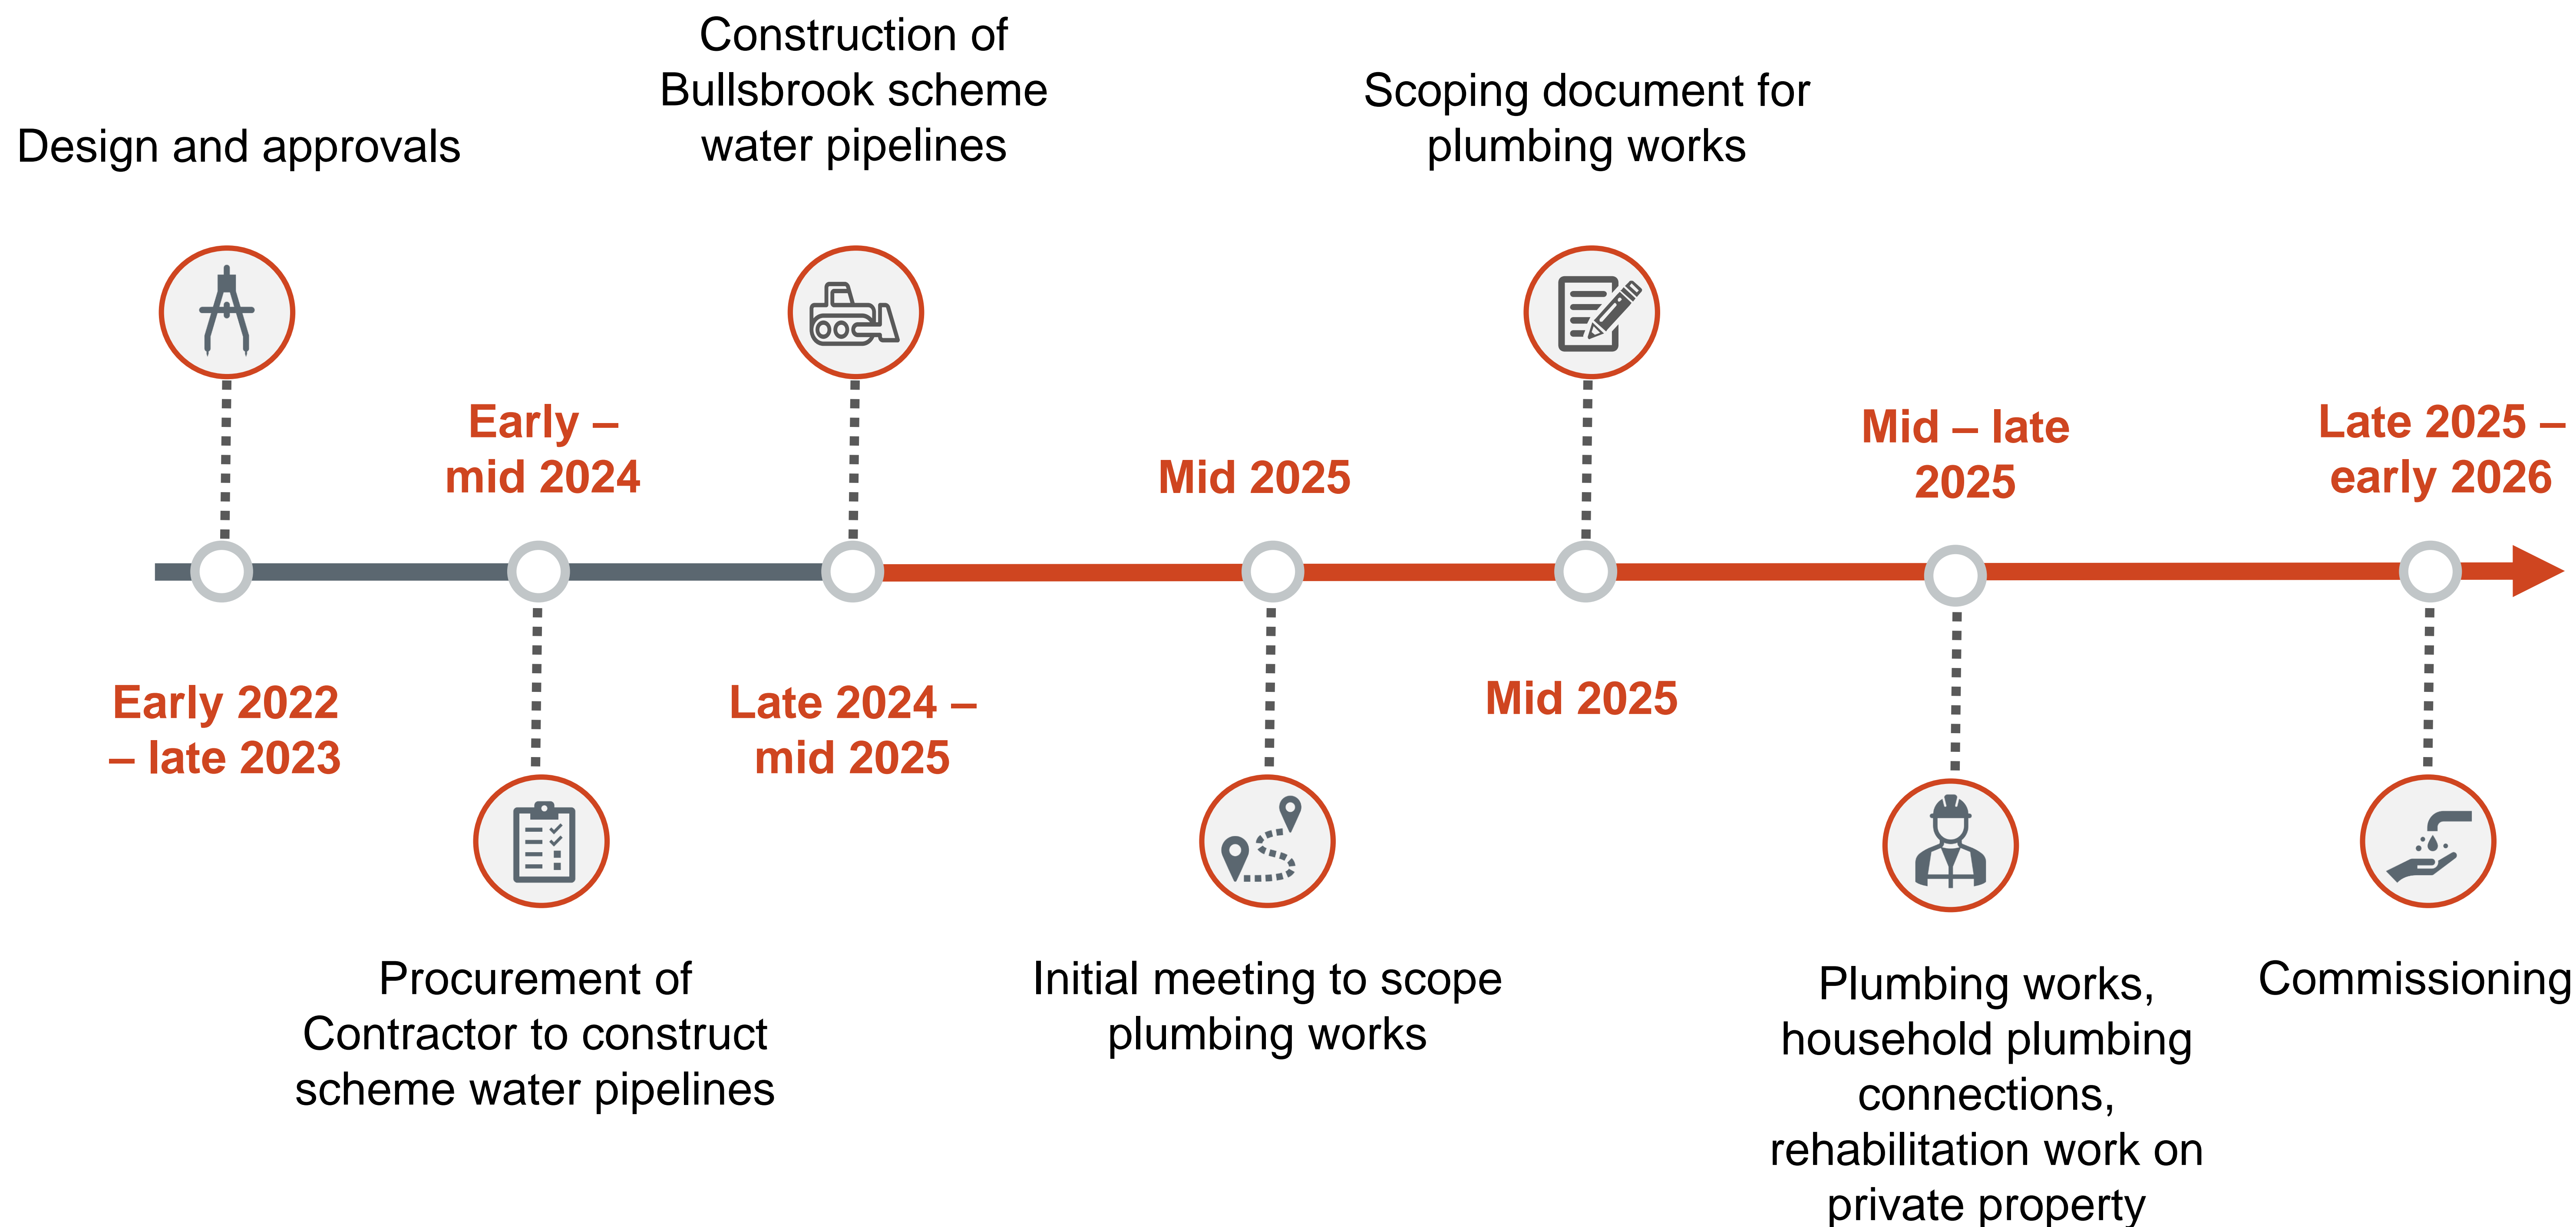 Design and approvals
Early 2022
– late 2023
Early –
mid 2024
Procurement of
Contractor to construct
scheme water pipelines
Construction of
Bullsbrook scheme
water pipelines
Late 2024 –
mid 2025
Mid 2025
Initial meeting to scope
plumbing works
Scoping document for
plumbing works
Mid 2025
Mid – late
2025
Plumbing works,
household plumbing
connections,
rehabilitation work on
private property
Late 2025 –
early 2026
Commissioning